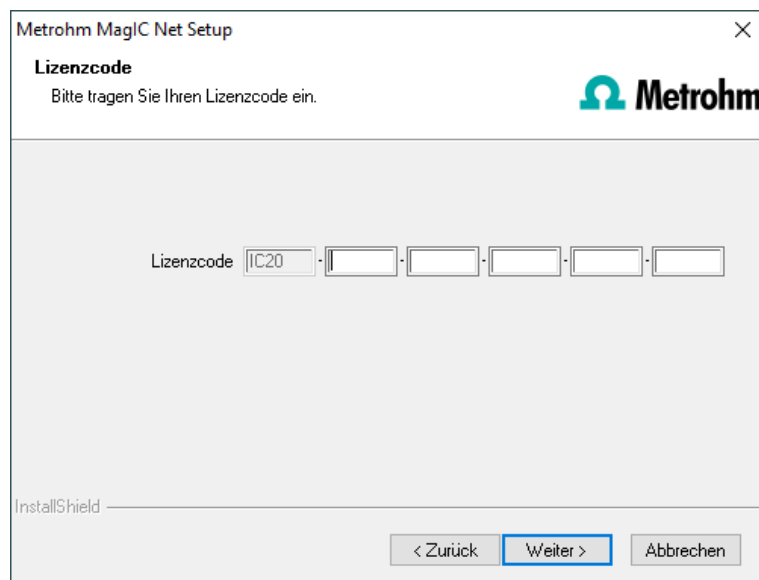 Metrohm MagIC Net Setup
Lizenzcode
Bitte tragen Sie Ihren Lizenzcode ein.
Metrohm
Lizenzcode IC20 - - - - -
InstallShield
< Zurück Weiter > Abbrechen